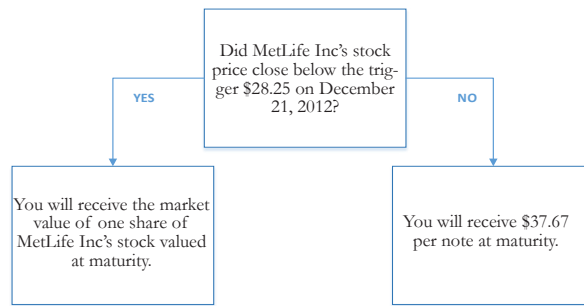 Did MetLife Inc's stock
price close below the trig-
ger $28.25 on December
21, 2012?
YES
NO
You will receive the market
value of one share of
MetLife Inc's stock valued
at maturity.
You will receive $37.67
per note at maturity.